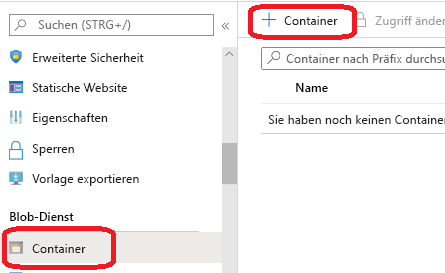 Suchen (STRG+/)
«
Erweiterte Sicherheit
Statische Website
Eigenschaften
Sperren
Vorlage exportieren
Blob-Dienst
Container
+ Container
Zugriff änder
Container nach Präfix durchsu
Name
Sie haben noch keinen Container